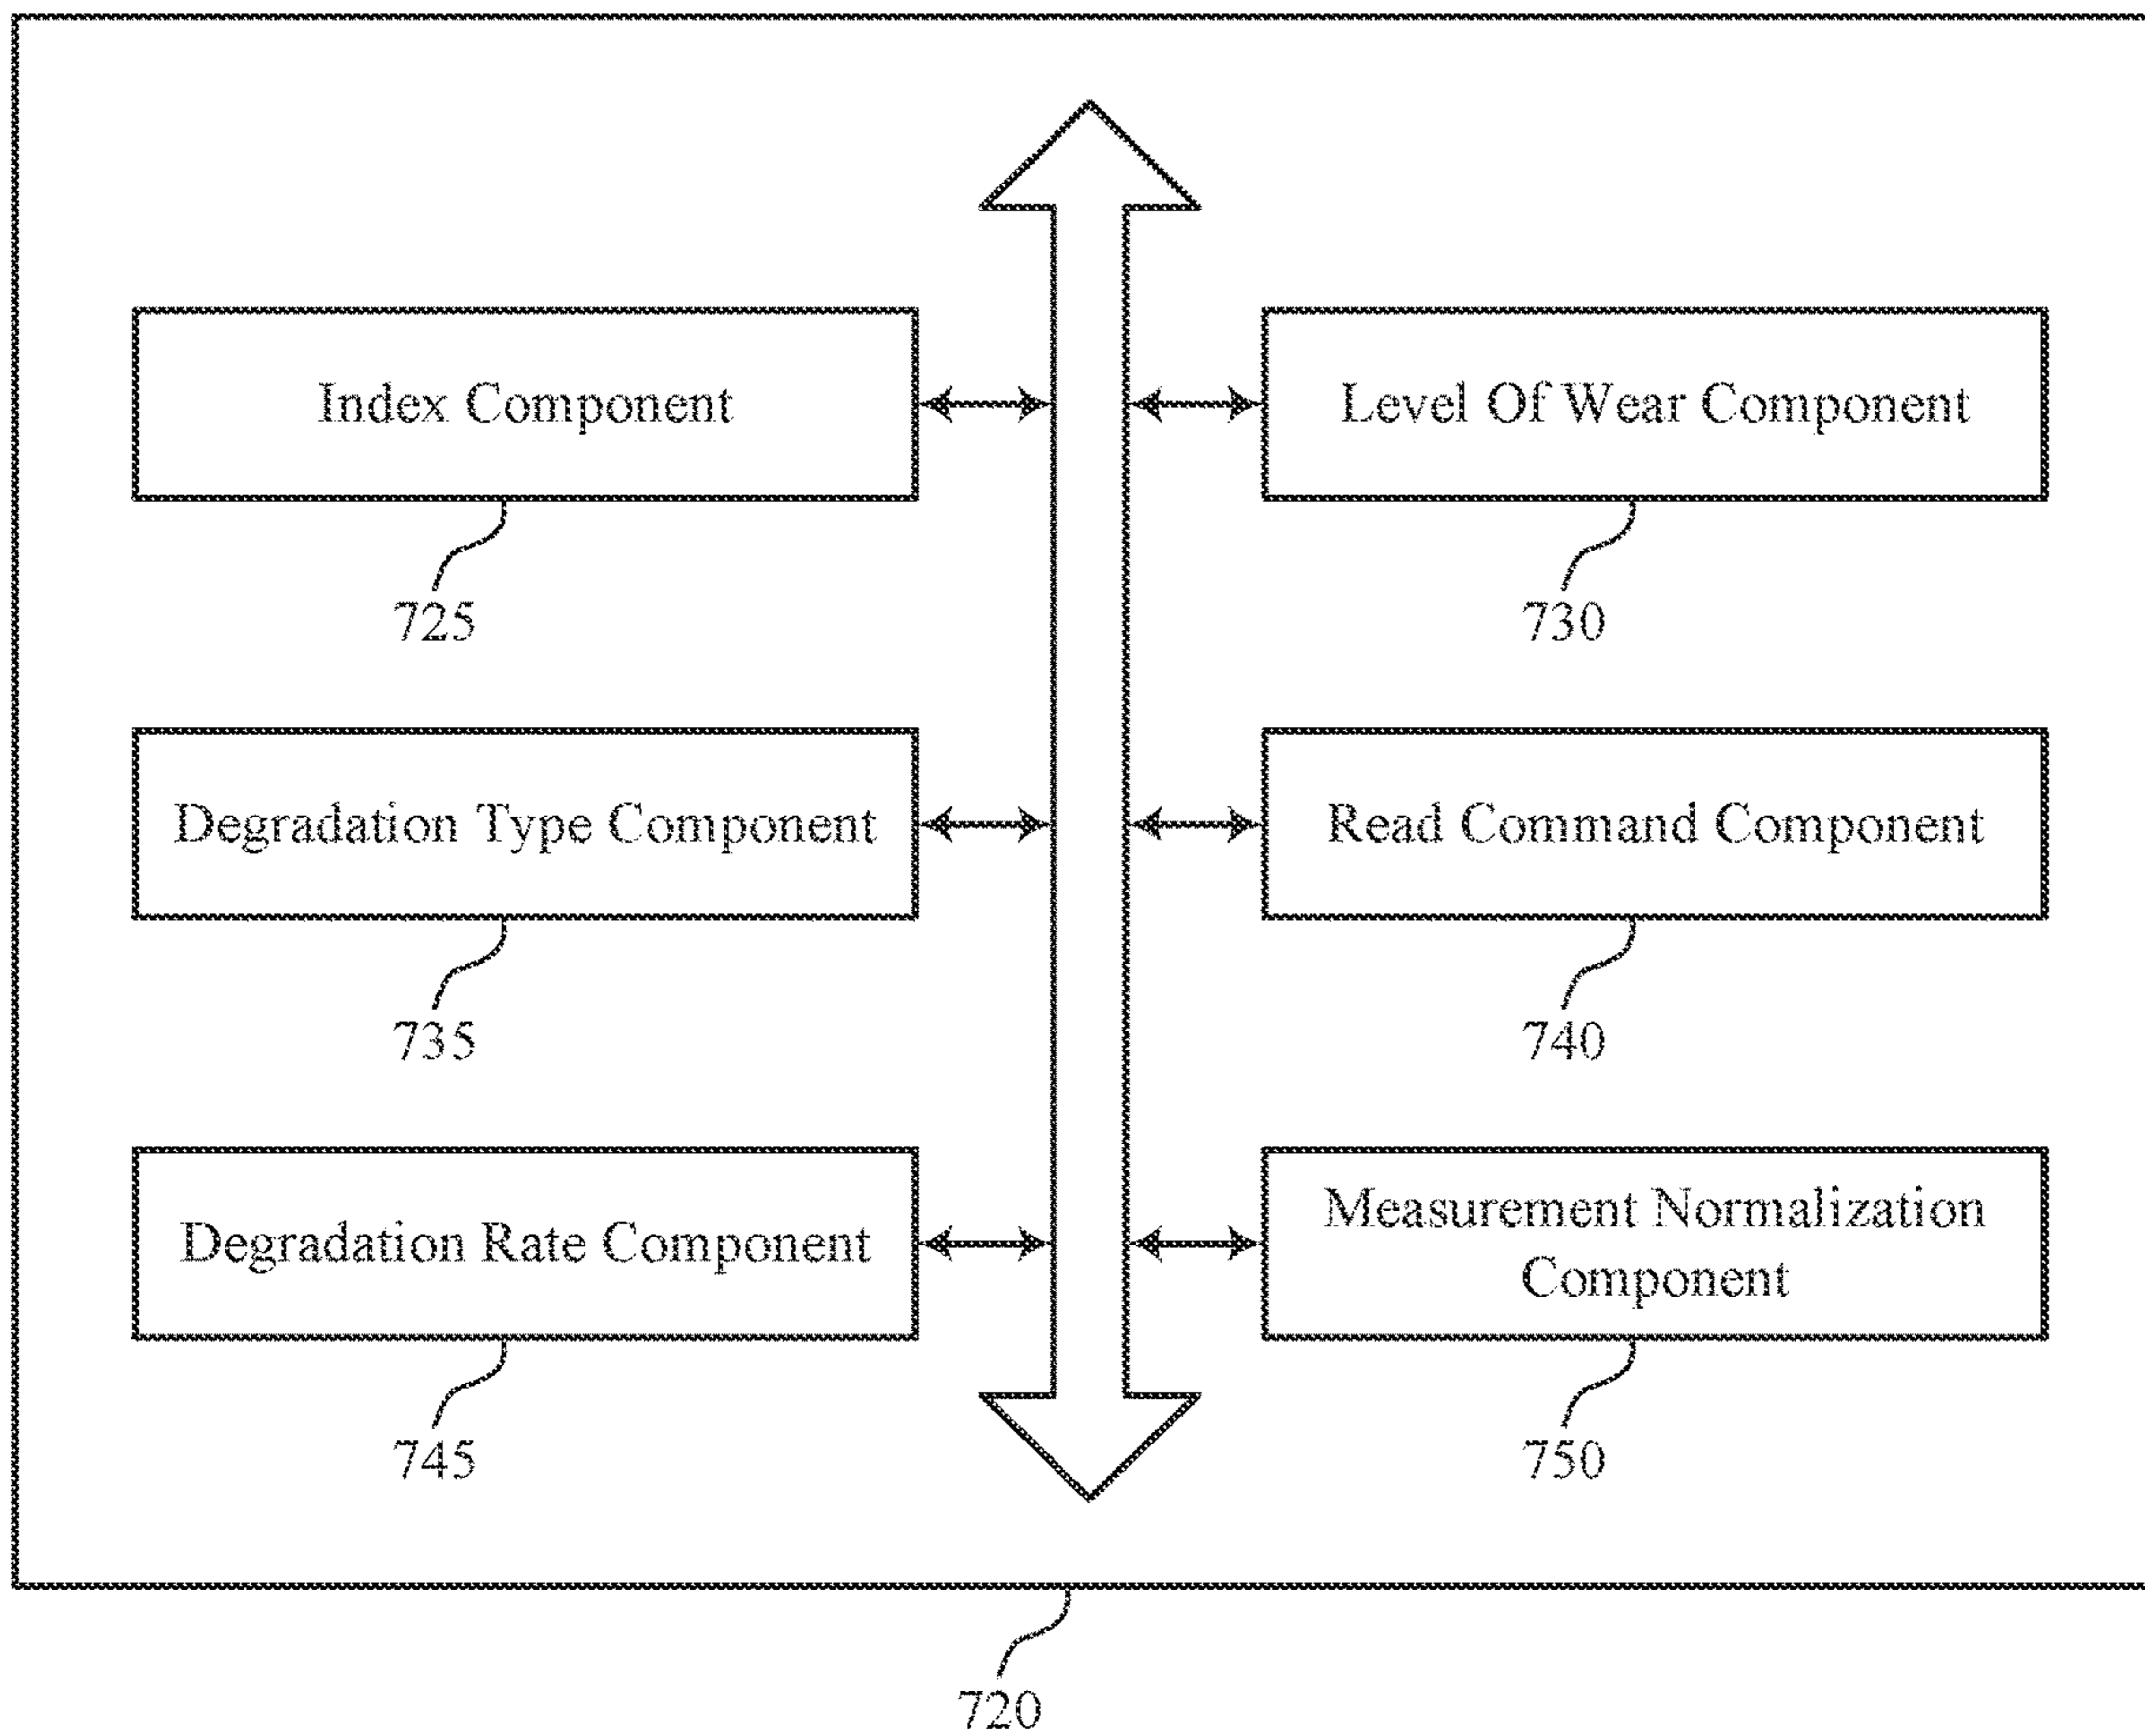 Index Component
Level Of Wear Component
725
730
Degradation Type Component
Read Command Component
735
740
Degradation Rate Component
Measurement Normalization
Component
745
750
720